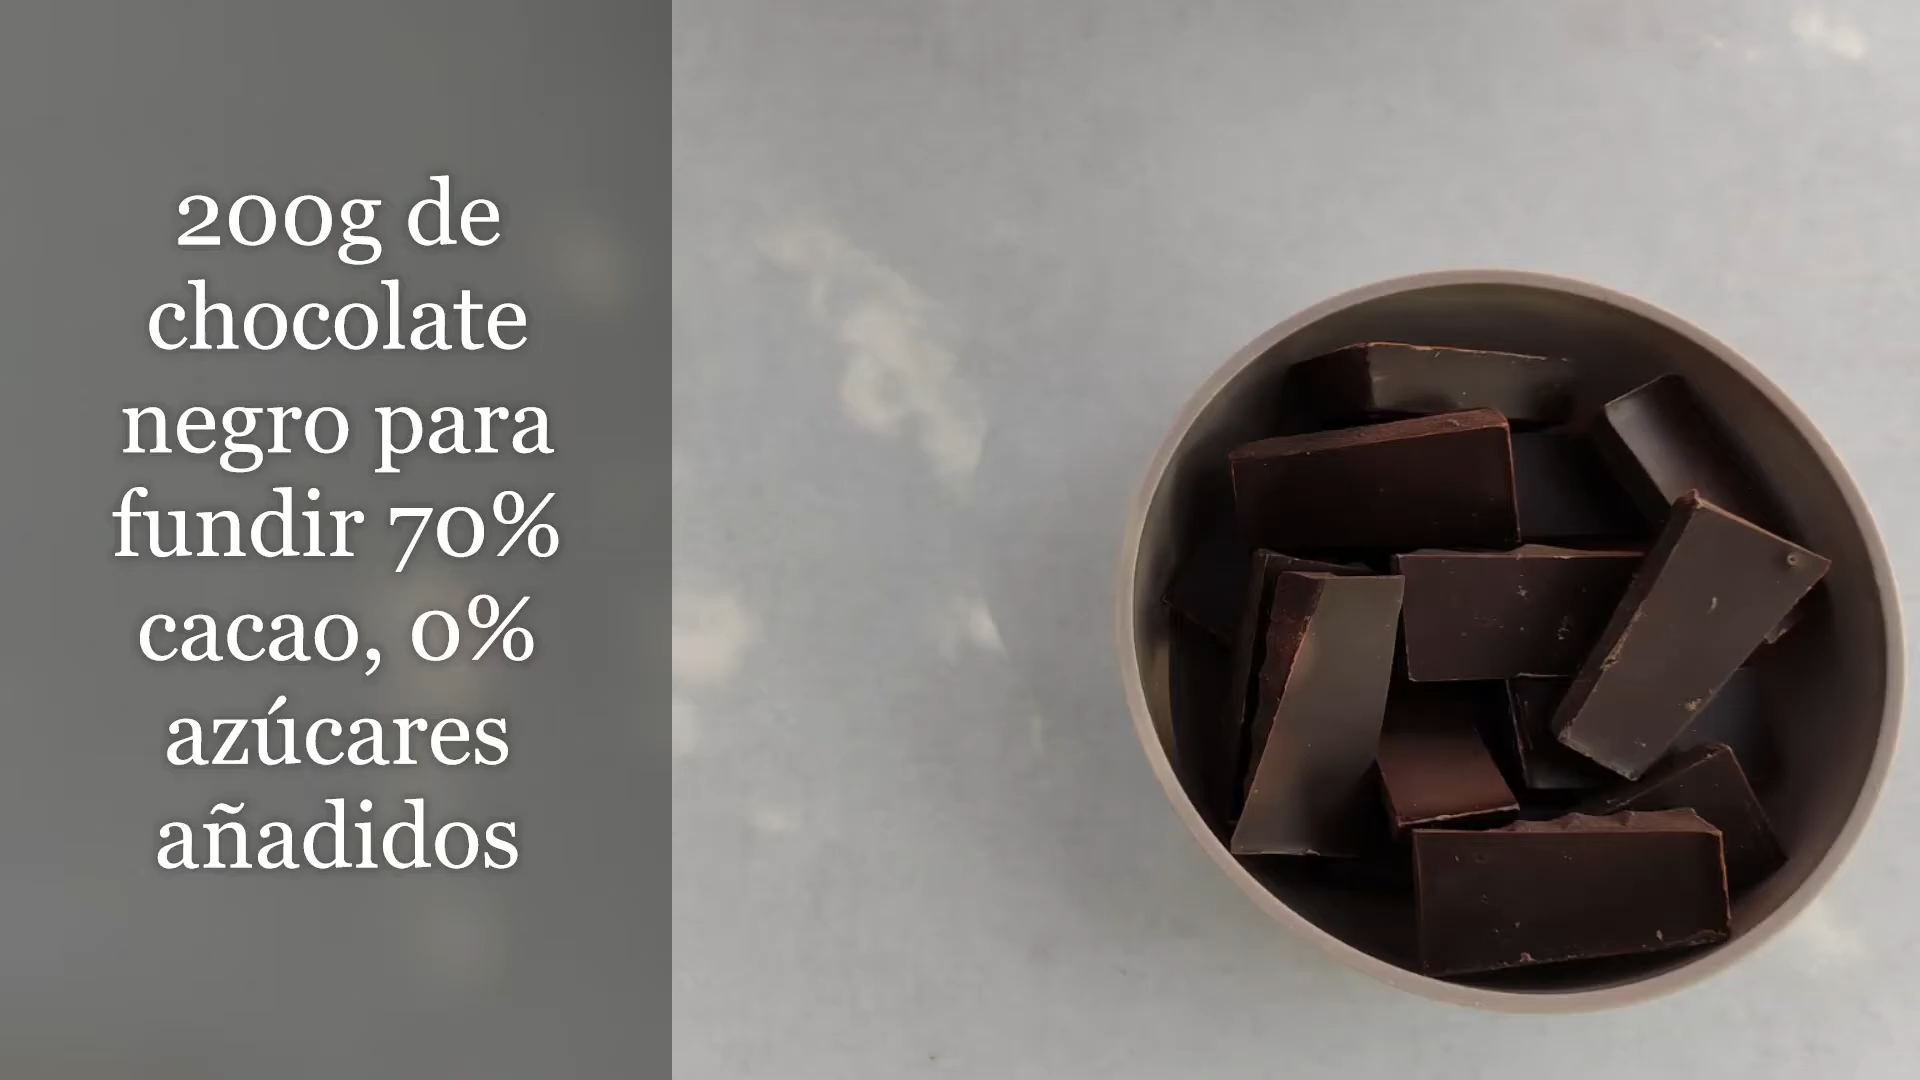 200g de
chocolate
negro para
fundir 70%
cacao, 0%
azúcares
añadidos